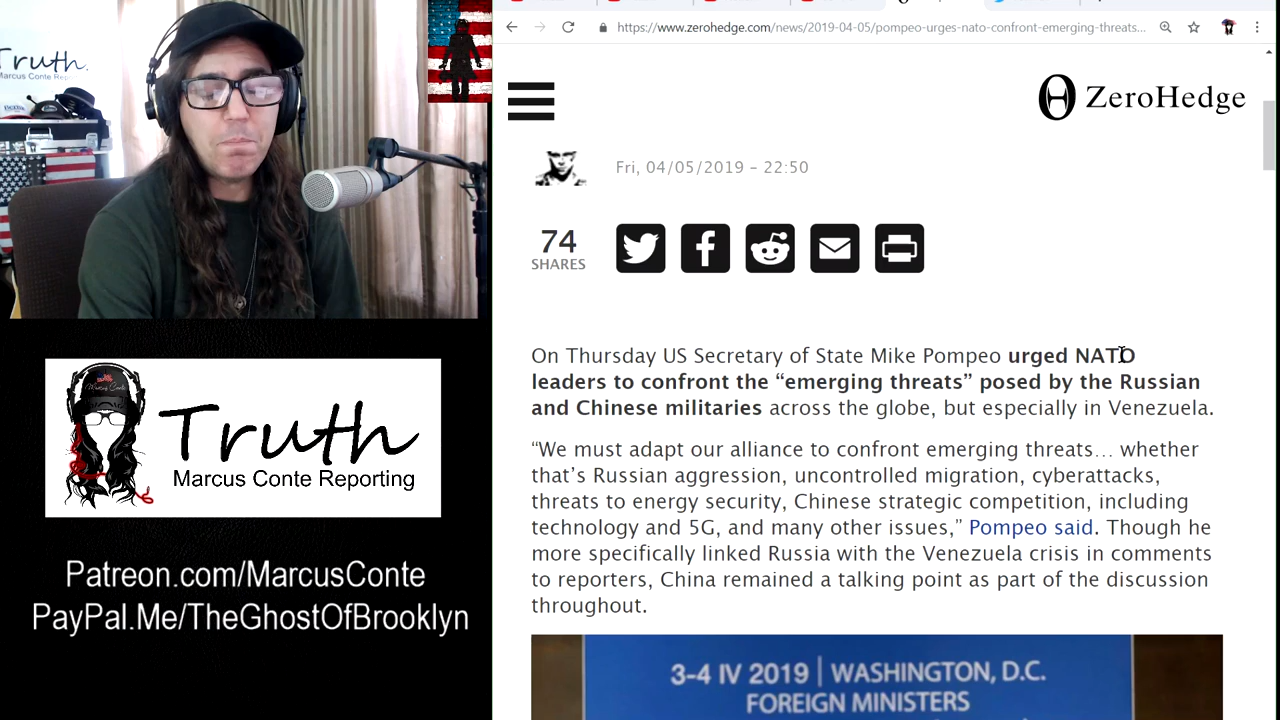 https://www.zerohedge.com/news/2019-04-05/pompeo-urges-nato-confront-emerging-threats...
Truth.
Marcus Conte Repo
ZeroHedge
Fri, 04/05/2019 – 22:50
74
SHARES
On Thursday US Secretary of State Mike Pompeo urged NATO
leaders to confront the “emerging threats” posed by the Russian
and Chinese militaries across the globe, but especially in Venezuela.
“We must adapt our alliance to confront emerging threats… whether
that’s Russian aggression, uncontrolled migration, cyberattacks,
threats to energy security, Chinese strategic competition, including
technology and 5G, and many other issues,” Pompeo said. Though he
more specifically linked Russia with the Venezuela crisis in comments
to reporters, China remained a talking point as part of the discussion
throughout.
3-4 IV 2019 | WASHINGTON, D.C.
FOREIGN MINISTERS
Truth
Marcus Conte Reporting
Patreon.com/MarcusConte
PayPal.Me/TheGhostOfBrooklyn